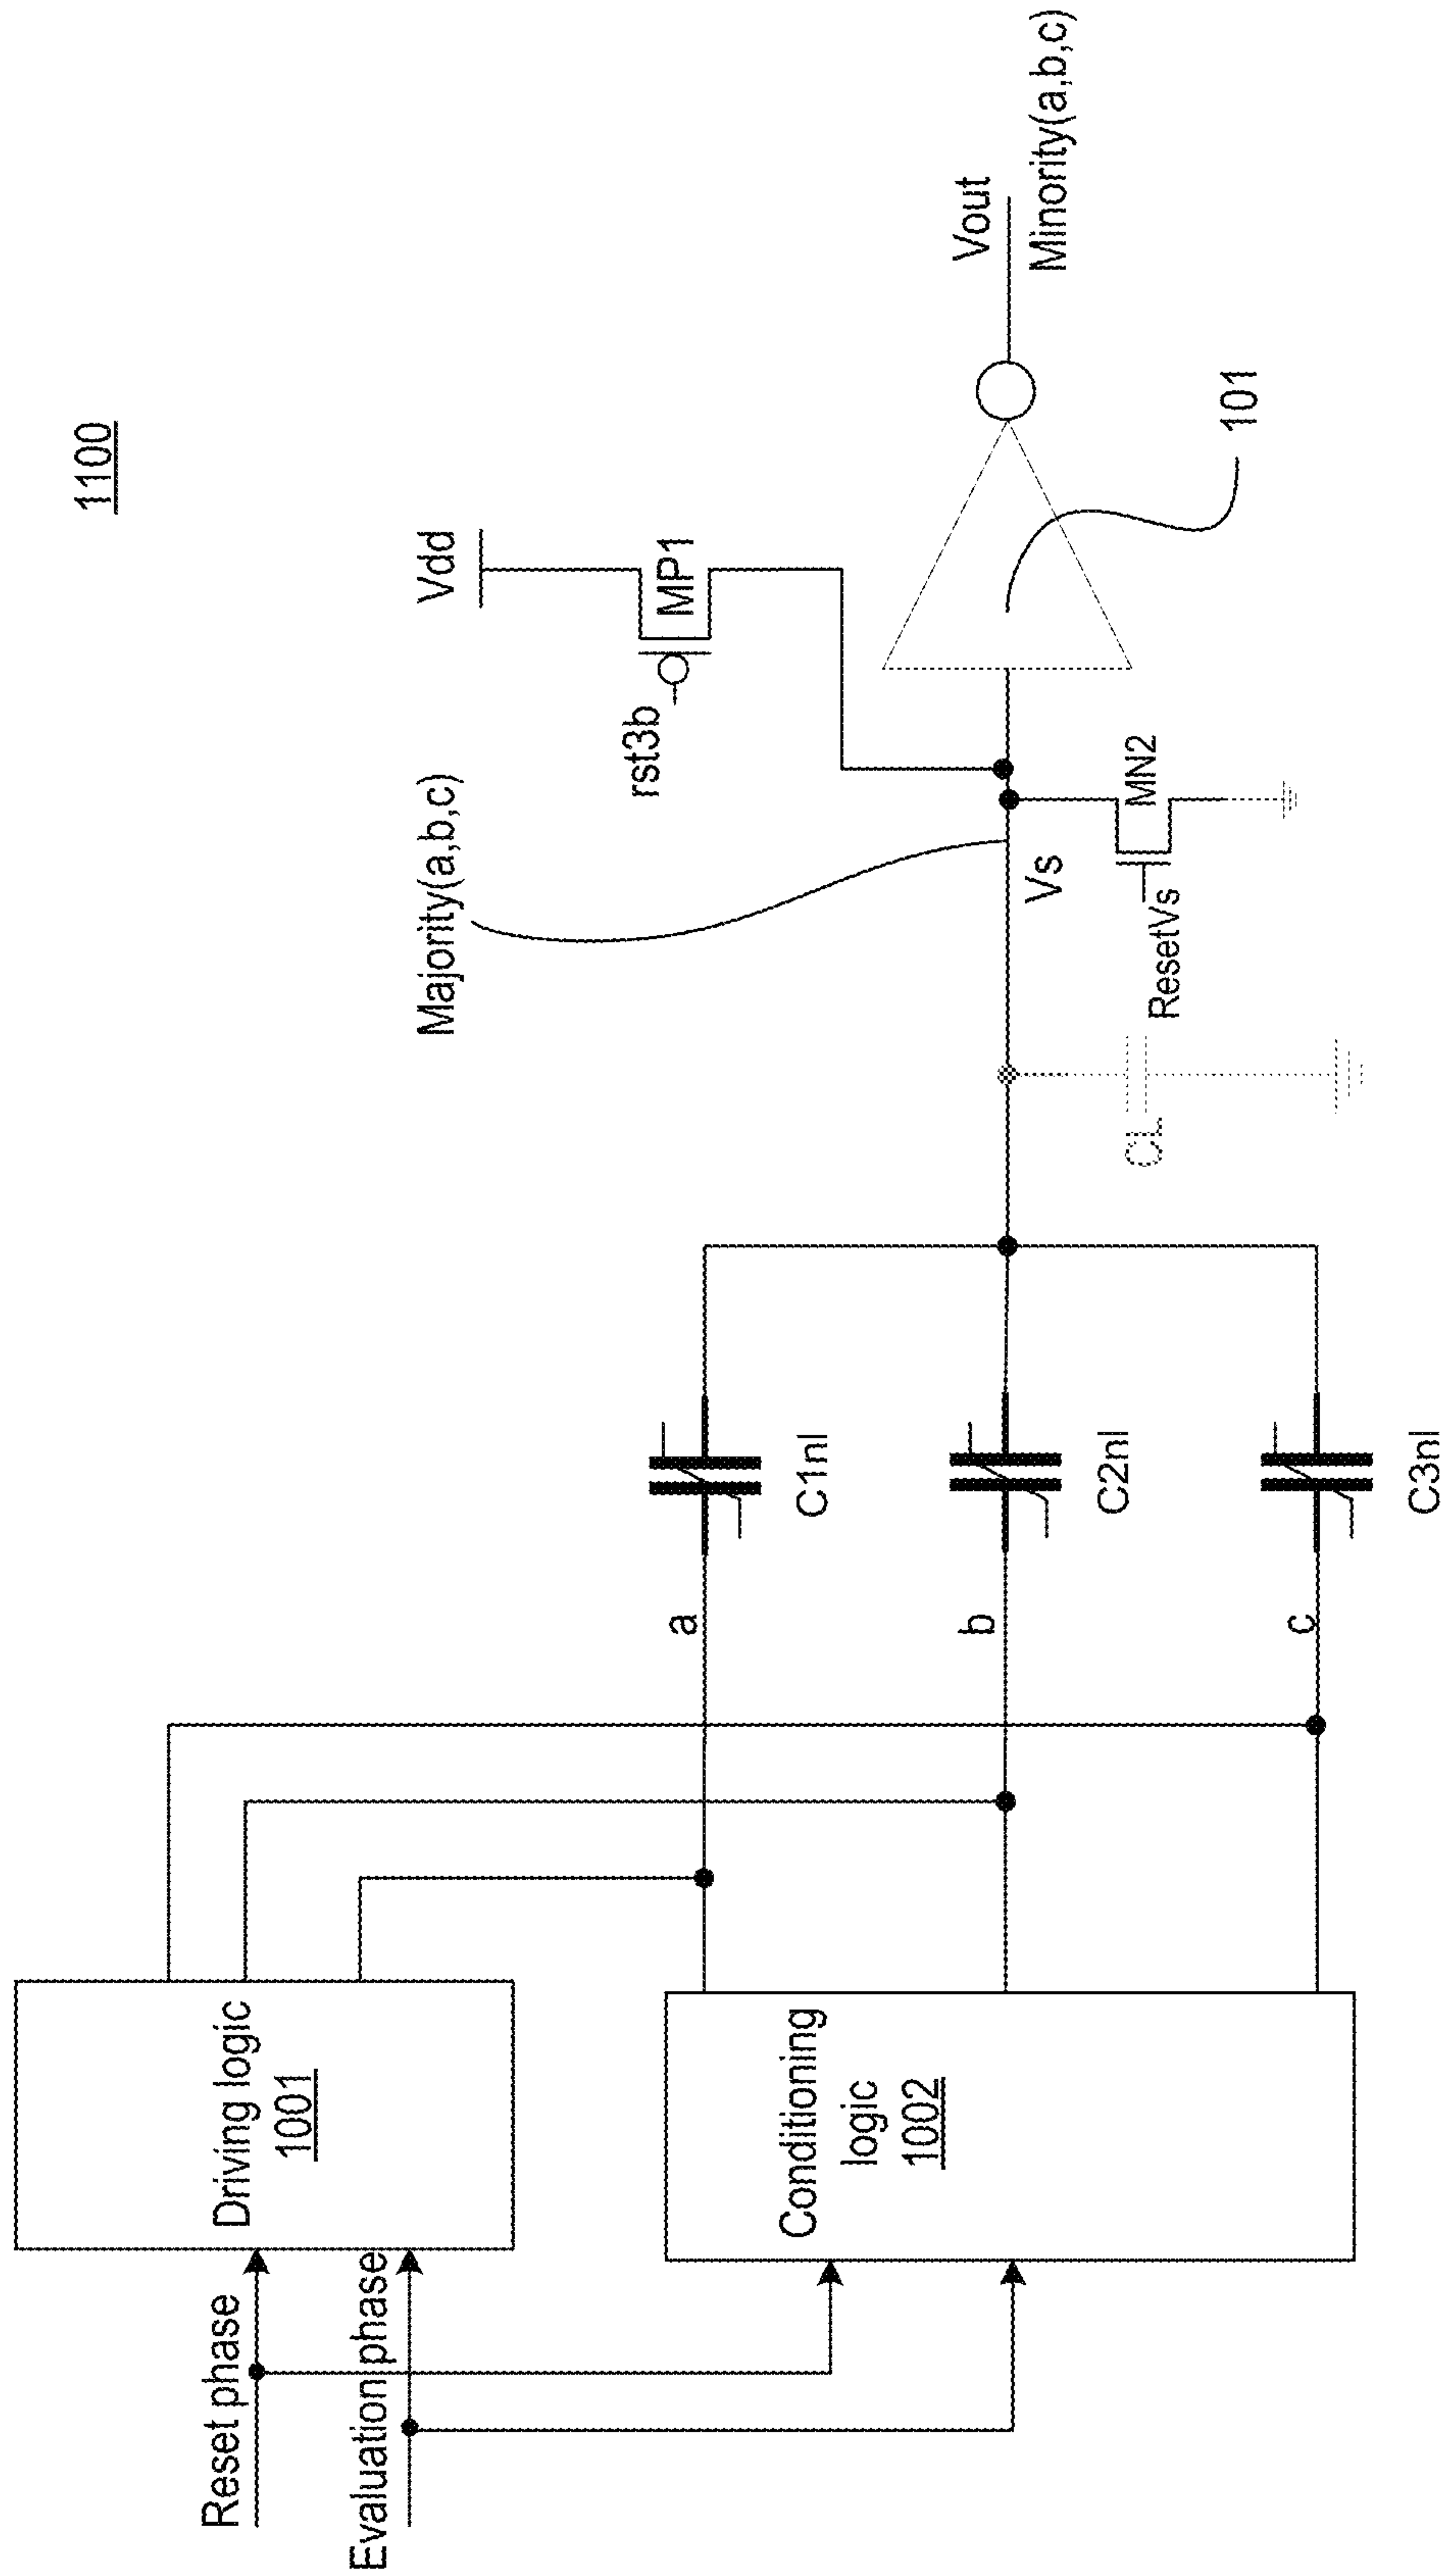 1100
Reset phase
Evaluation phase
Driving logic
1001
Conditioning
logic
1002
a
b
c
C1nl
C2nl
C3nl
Majority(a,b,c)
CL
Vs
ResetVs
MN2
Vdd
rst3b
MP1
101
Vout
Minority(a,b,c)